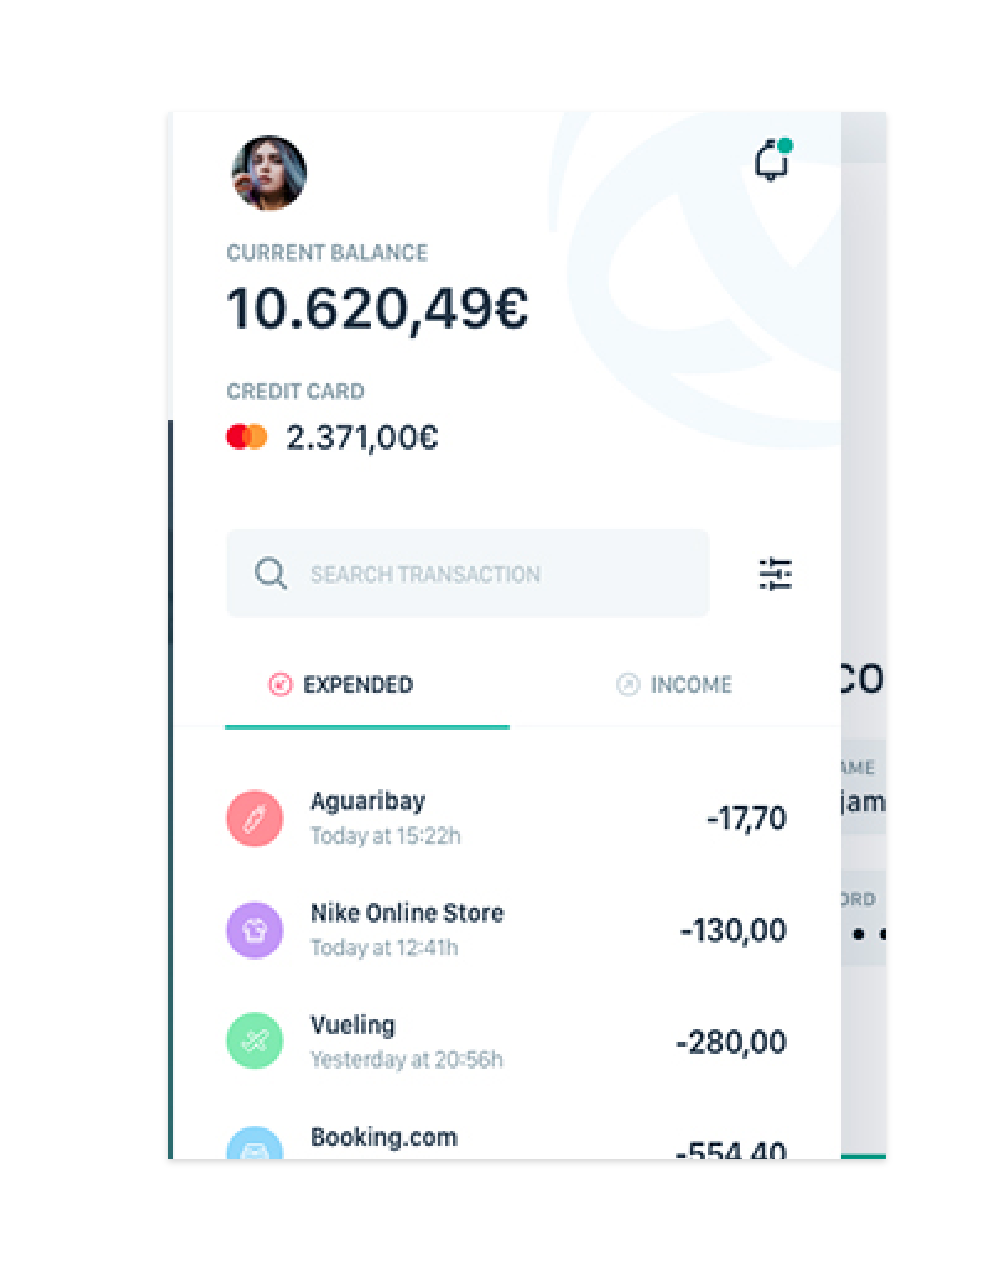 CURRENT BALANCE
10.620,49€
CREDIT CARD
2.371,00€
SEARCH TRANSACTION
EXPENDED
INCOME
Aguaribay
Today at 15:22h
-17,70
Nike Online Store
Today at 12:41h
-130,00
Vueling
Yesterday at 20:56h
-280,00
Booking.com
-554,40
CO
AME
jam
ORD